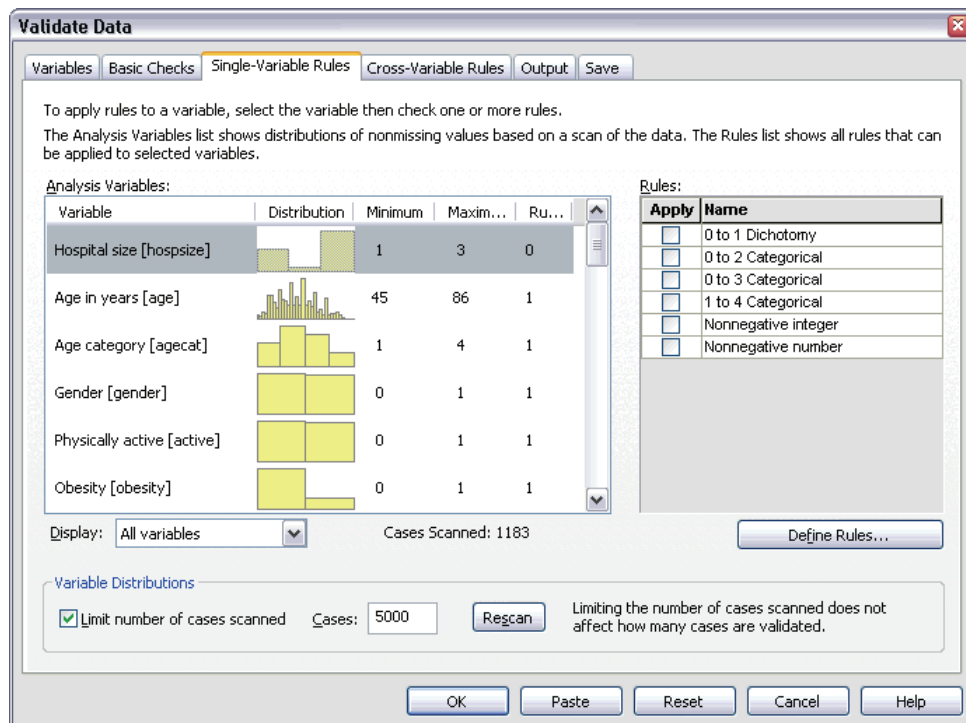 Validate Data
Variables Basic Checks Single-Variable Rules Cross-Variable Rules Output Save
To apply rules to a variable, select the variable then check one or more rules.
The Analysis Variables list shows distributions of nonmissing values based on a scan of the data. The Rules list shows all rules that can
be applied to selected variables.
Analysis Variables:
Variable Distribution Minimum Maxim... Ru...
Hospital size [hospsize] 1 3 0
Age in years [age] 45 86 1
Age category [agecat] 1 4 1
Gender [gender] 0 1 1
Physically active [active] 0 1 1
Obesity [obesity] 0 1 1
Rules:
Apply Name
0 to 1 Dichotomy
0 to 2 Categorical
0 to 3 Categorical
1 to 4 Categorical
Nonnegative integer
Nonnegative number
Display: All variables Cases Scanned: 1183 Define Rules...
Variable Distributions
Limit number of cases scanned Cases: 5000 Rescan
Limiting the number of cases scanned does not
affect how many cases are validated.
OK Paste Reset Cancel Help